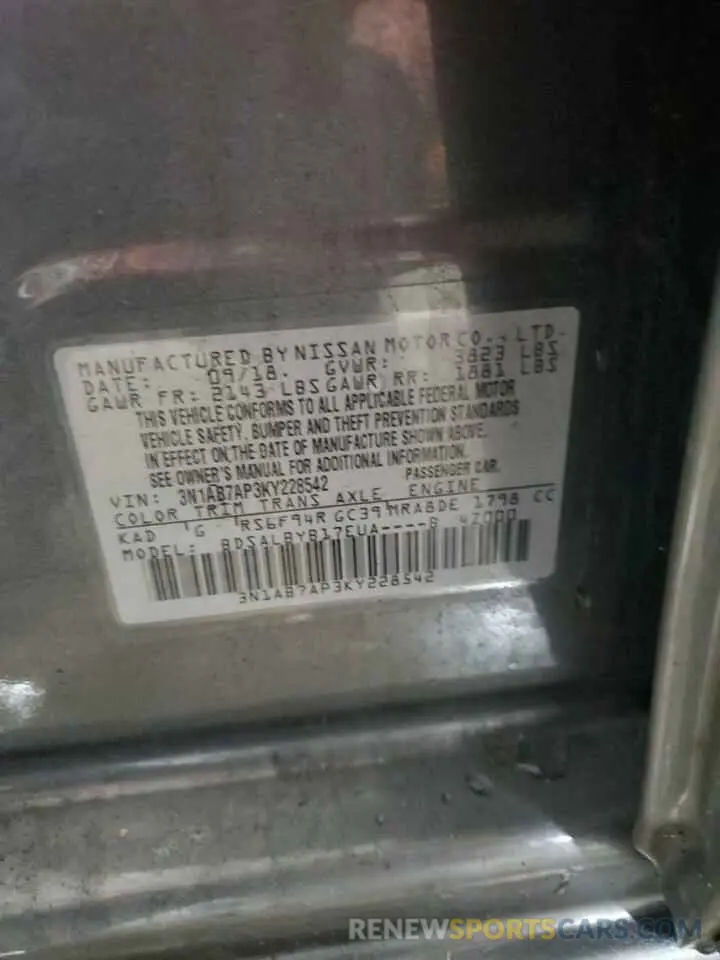 MANUFACTURED BY NISSAN MOTOR CO., LTD.
DATE: 09/18. GVWR: 3823 LBS
GAWR FR: 2143 LBS GAWR RR: 1881 LBS
THIS VEHICLE CONFORMS TO ALL APPLICABLE FEDERAL MOTOR
VEHICLE SAFETY, BUMPER AND THEFT PREVENTION STANDARDS
IN EFFECT ON THE DATE OF MANUFACTURE SHOWN ABOVE.
SEE OWNER'S MANUAL FOR ADDITIONAL INFORMATION.
VIN: 3N1AB7AP3KY228542 PASSENGER CAR.
COLOR TRIM TRANS AXLE ENGINE
KAD G RS6F94R GC39 MRA8DE 1798 CC
MODEL: BDSALBYB17EUA----B 42000
3N1AB7AP3KY228542
RENEWSPORTSCARS.COM